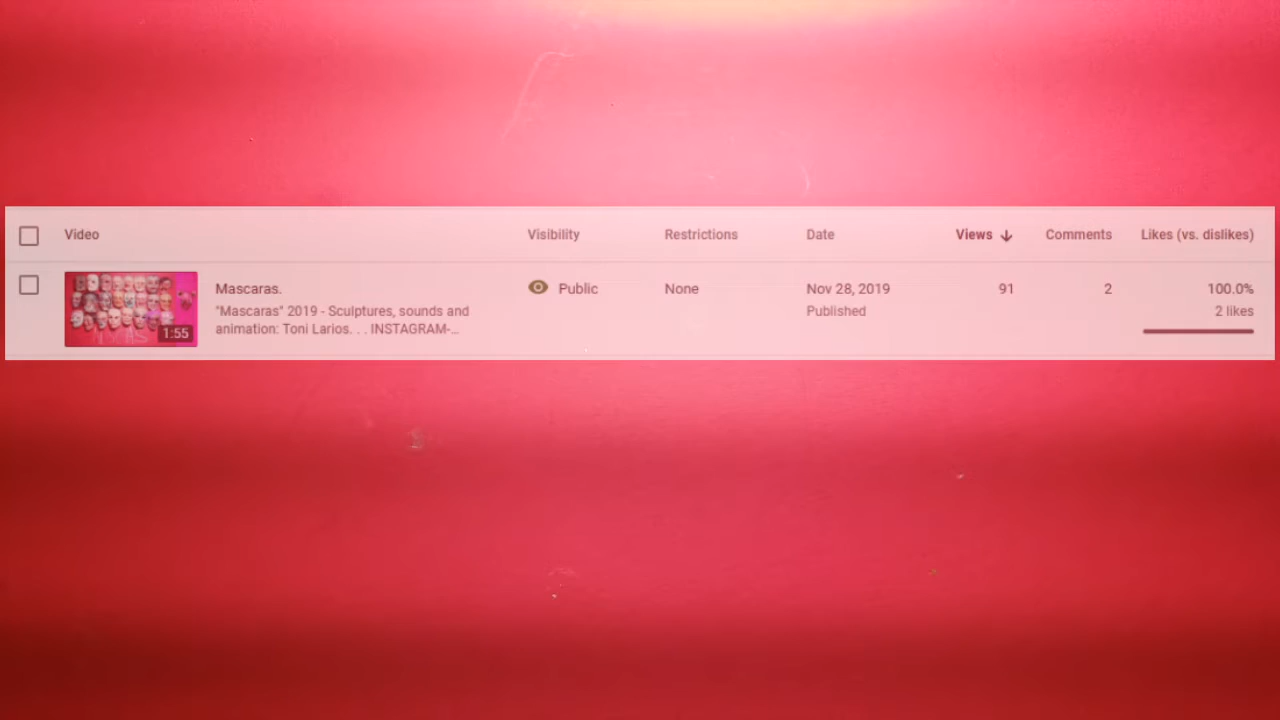 Video Visibility Restrictions Date Views Comments Likes (vs. dislikes)
Mascaras. Public None Nov 28, 2019 91 2 100.0%
"Mascaras" 2019 - Sculptures, sounds and Published 2 likes
animation: Toni Larios. . . INSTAGRAM-...
1:55